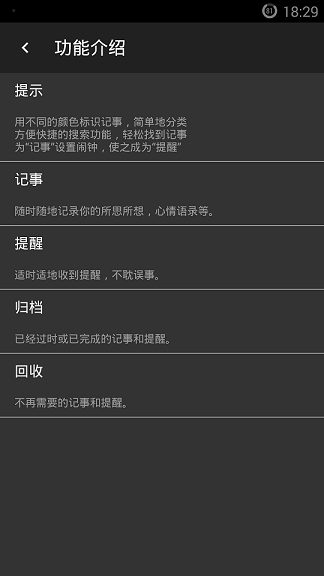 81 18:29
功能介绍
提示
用不同的颜色标识记事，简单地分类
方便快捷的搜索功能，轻松找到记事
为“记事”设置闹钟，使之成为“提醒”
记事
随时随地记录你的所思所想，心情语录等。
提醒
适时适地收到提醒，不耽误事。
归档
已经过时或已完成的记事和提醒。
回收
不再需要的记事和提醒。